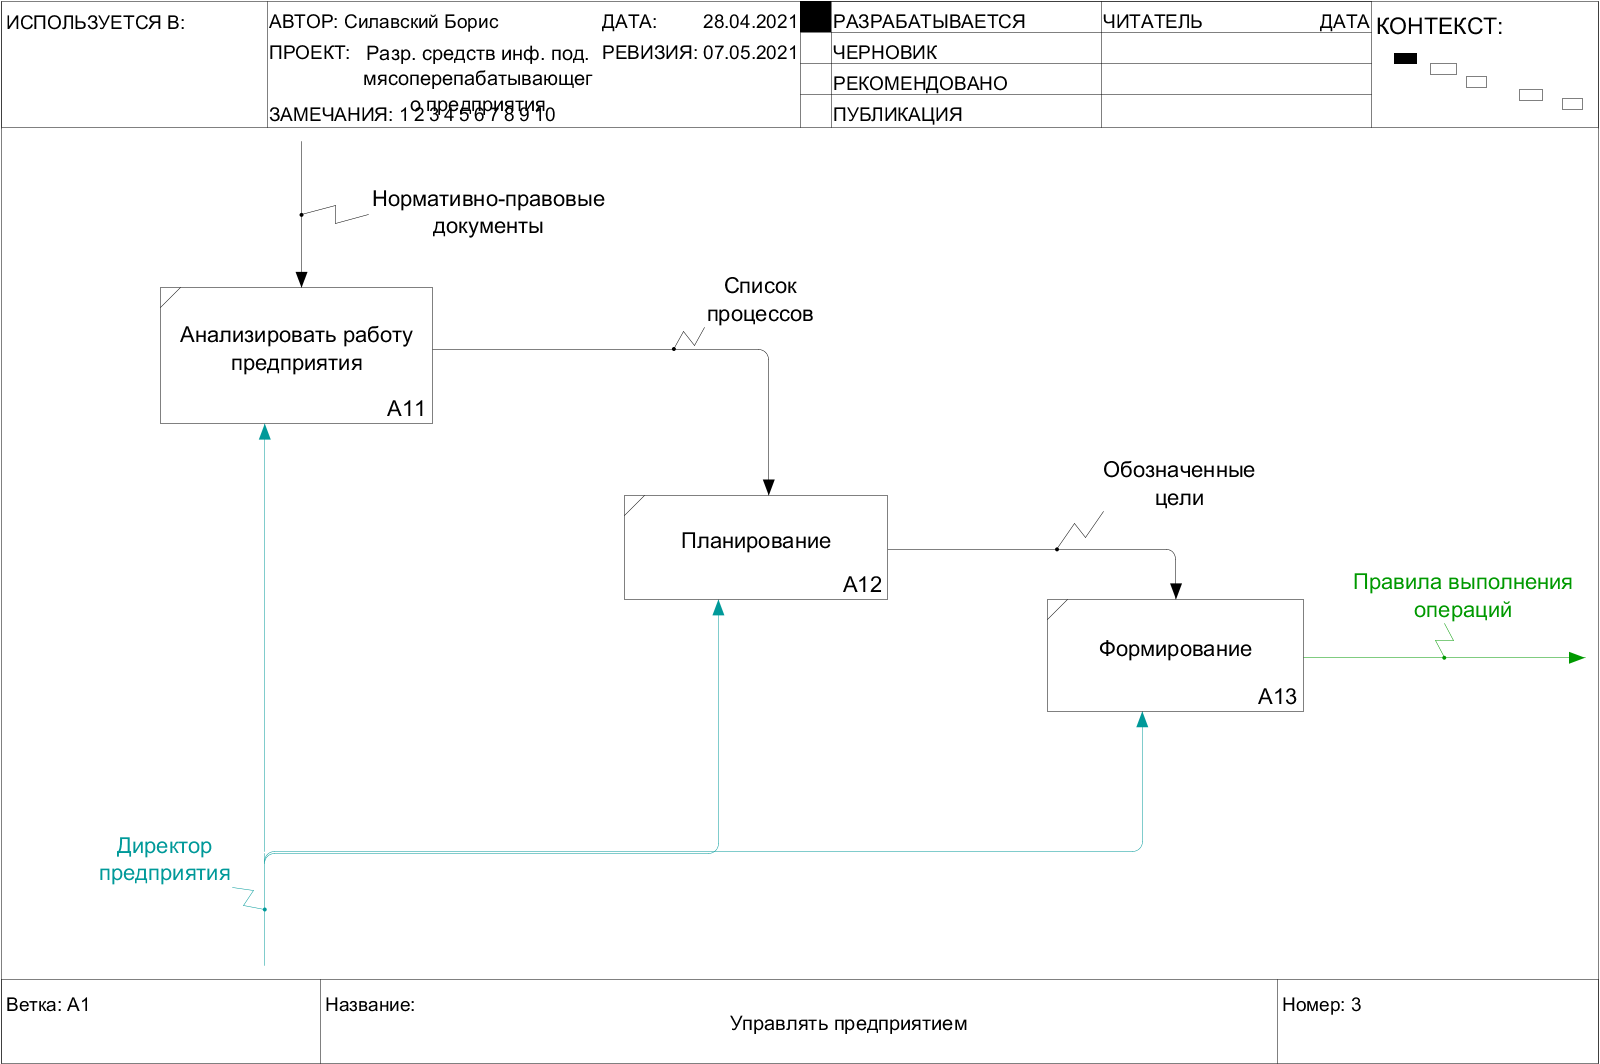 ИСПОЛЬЗУЕТСЯ В:
АВТОР: Силавский Борис
ДАТА: 28.04.2021
ПРОЕКТ: Разр. средств инф. под.
мясоперепабатывающег
о предприятия
РЕВИЗИЯ: 07.05.2021
ЗАМЕЧАНИЯ: 1 2 3 4 5 6 7 8 9 10
РАЗРАБАТЫВАЕТСЯ
ЧЕРНОВИК
РЕКОМЕНДОВАНО
ПУБЛИКАЦИЯ
ЧИТАТЕЛЬ ДАТА
КОНТЕКСТ:
Нормативно-правовые
документы
Анализировать работу
предприятия
A11
Список
процессов
Планирование
A12
Обозначенные
цели
Формирование
A13
Правила выполнения
операций
Директор
предприятия
Ветка: A1
Название:
Управлять предприятием
Номер: 3